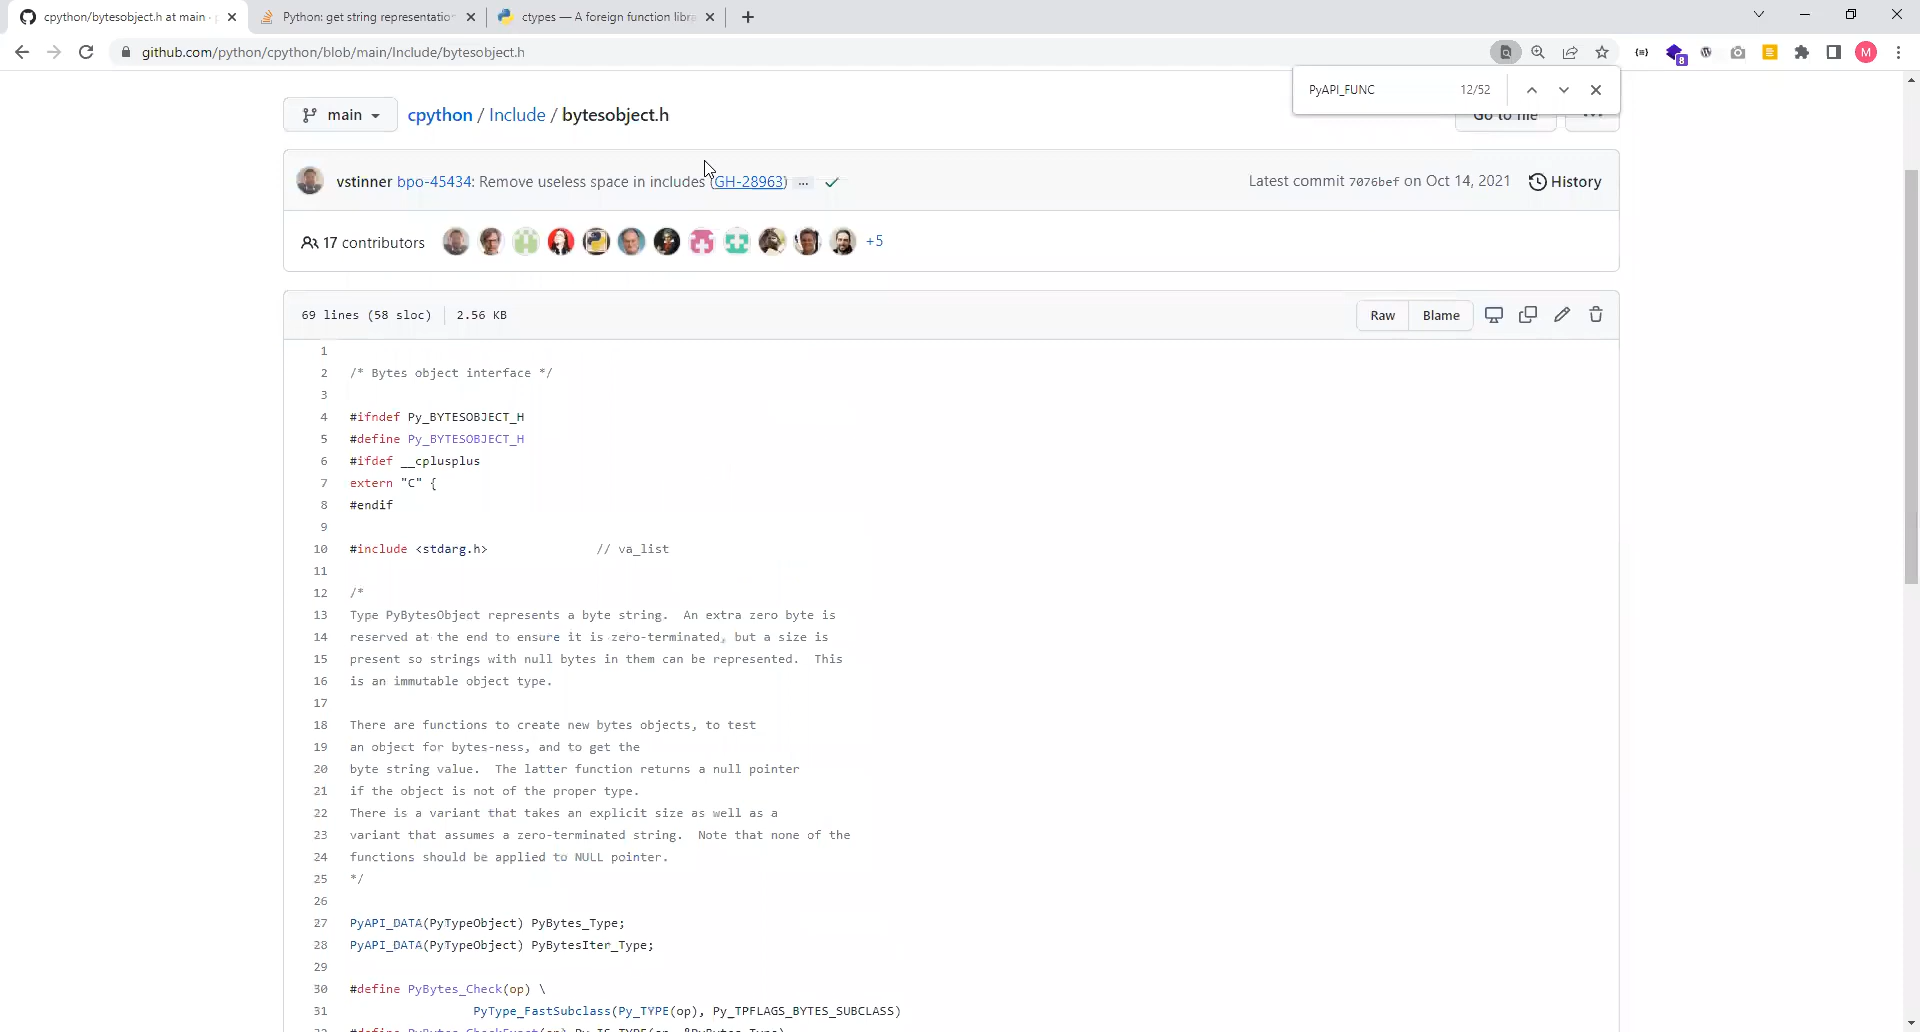 cpython/bytesobject.h at main ·
Python: get string representatio
ctypes — A foreign function libr
github.com/python/cpython/blob/main/Include/bytesobject.h
8
M
PyAPI_FUNC 12/52
main
cpython / Include / bytesobject.h
Go to file
vstinner bpo-45434: Remove useless space in includes (GH-28963) ...
Latest commit 7076bef on Oct 14, 2021
History
17 contributors
+5
69 lines (58 sloc) 2.56 KB
Raw
Blame
1
2 /* Bytes object interface */
3
4 #ifndef Py_BYTESOBJECT_H
5 #define Py_BYTESOBJECT_H
6 #ifdef __cplusplus
7 extern "C" {
8 #endif
9
10 #include <stdarg.h> // va_list
11
12 /*
13 Type PyBytesObject represents a byte string. An extra zero byte is
14 reserved at the end to ensure it is zero-terminated, but a size is
15 present so strings with null bytes in them can be represented. This
16 is an immutable object type.
17
18 There are functions to create new bytes objects, to test
19 an object for bytes-ness, and to get the
20 byte string value. The latter function returns a null pointer
21 if the object is not of the proper type.
22 There is a variant that takes an explicit size as well as a
23 variant that assumes a zero-terminated string. Note that none of the
24 functions should be applied to NULL pointer.
25 */
26
27 PyAPI_DATA(PyTypeObject) PyBytes_Type;
28 PyAPI_DATA(PyTypeObject) PyBytesIter_Type;
29
30 #define PyBytes_Check(op) \
31 PyType_FastSubclass(Py_TYPE(op), Py_TPFLAGS_BYTES_SUBCLASS)
32 #define PyBytes_CheckExact(op) Py_IS_TYPE(op, &PyBytes_Type)